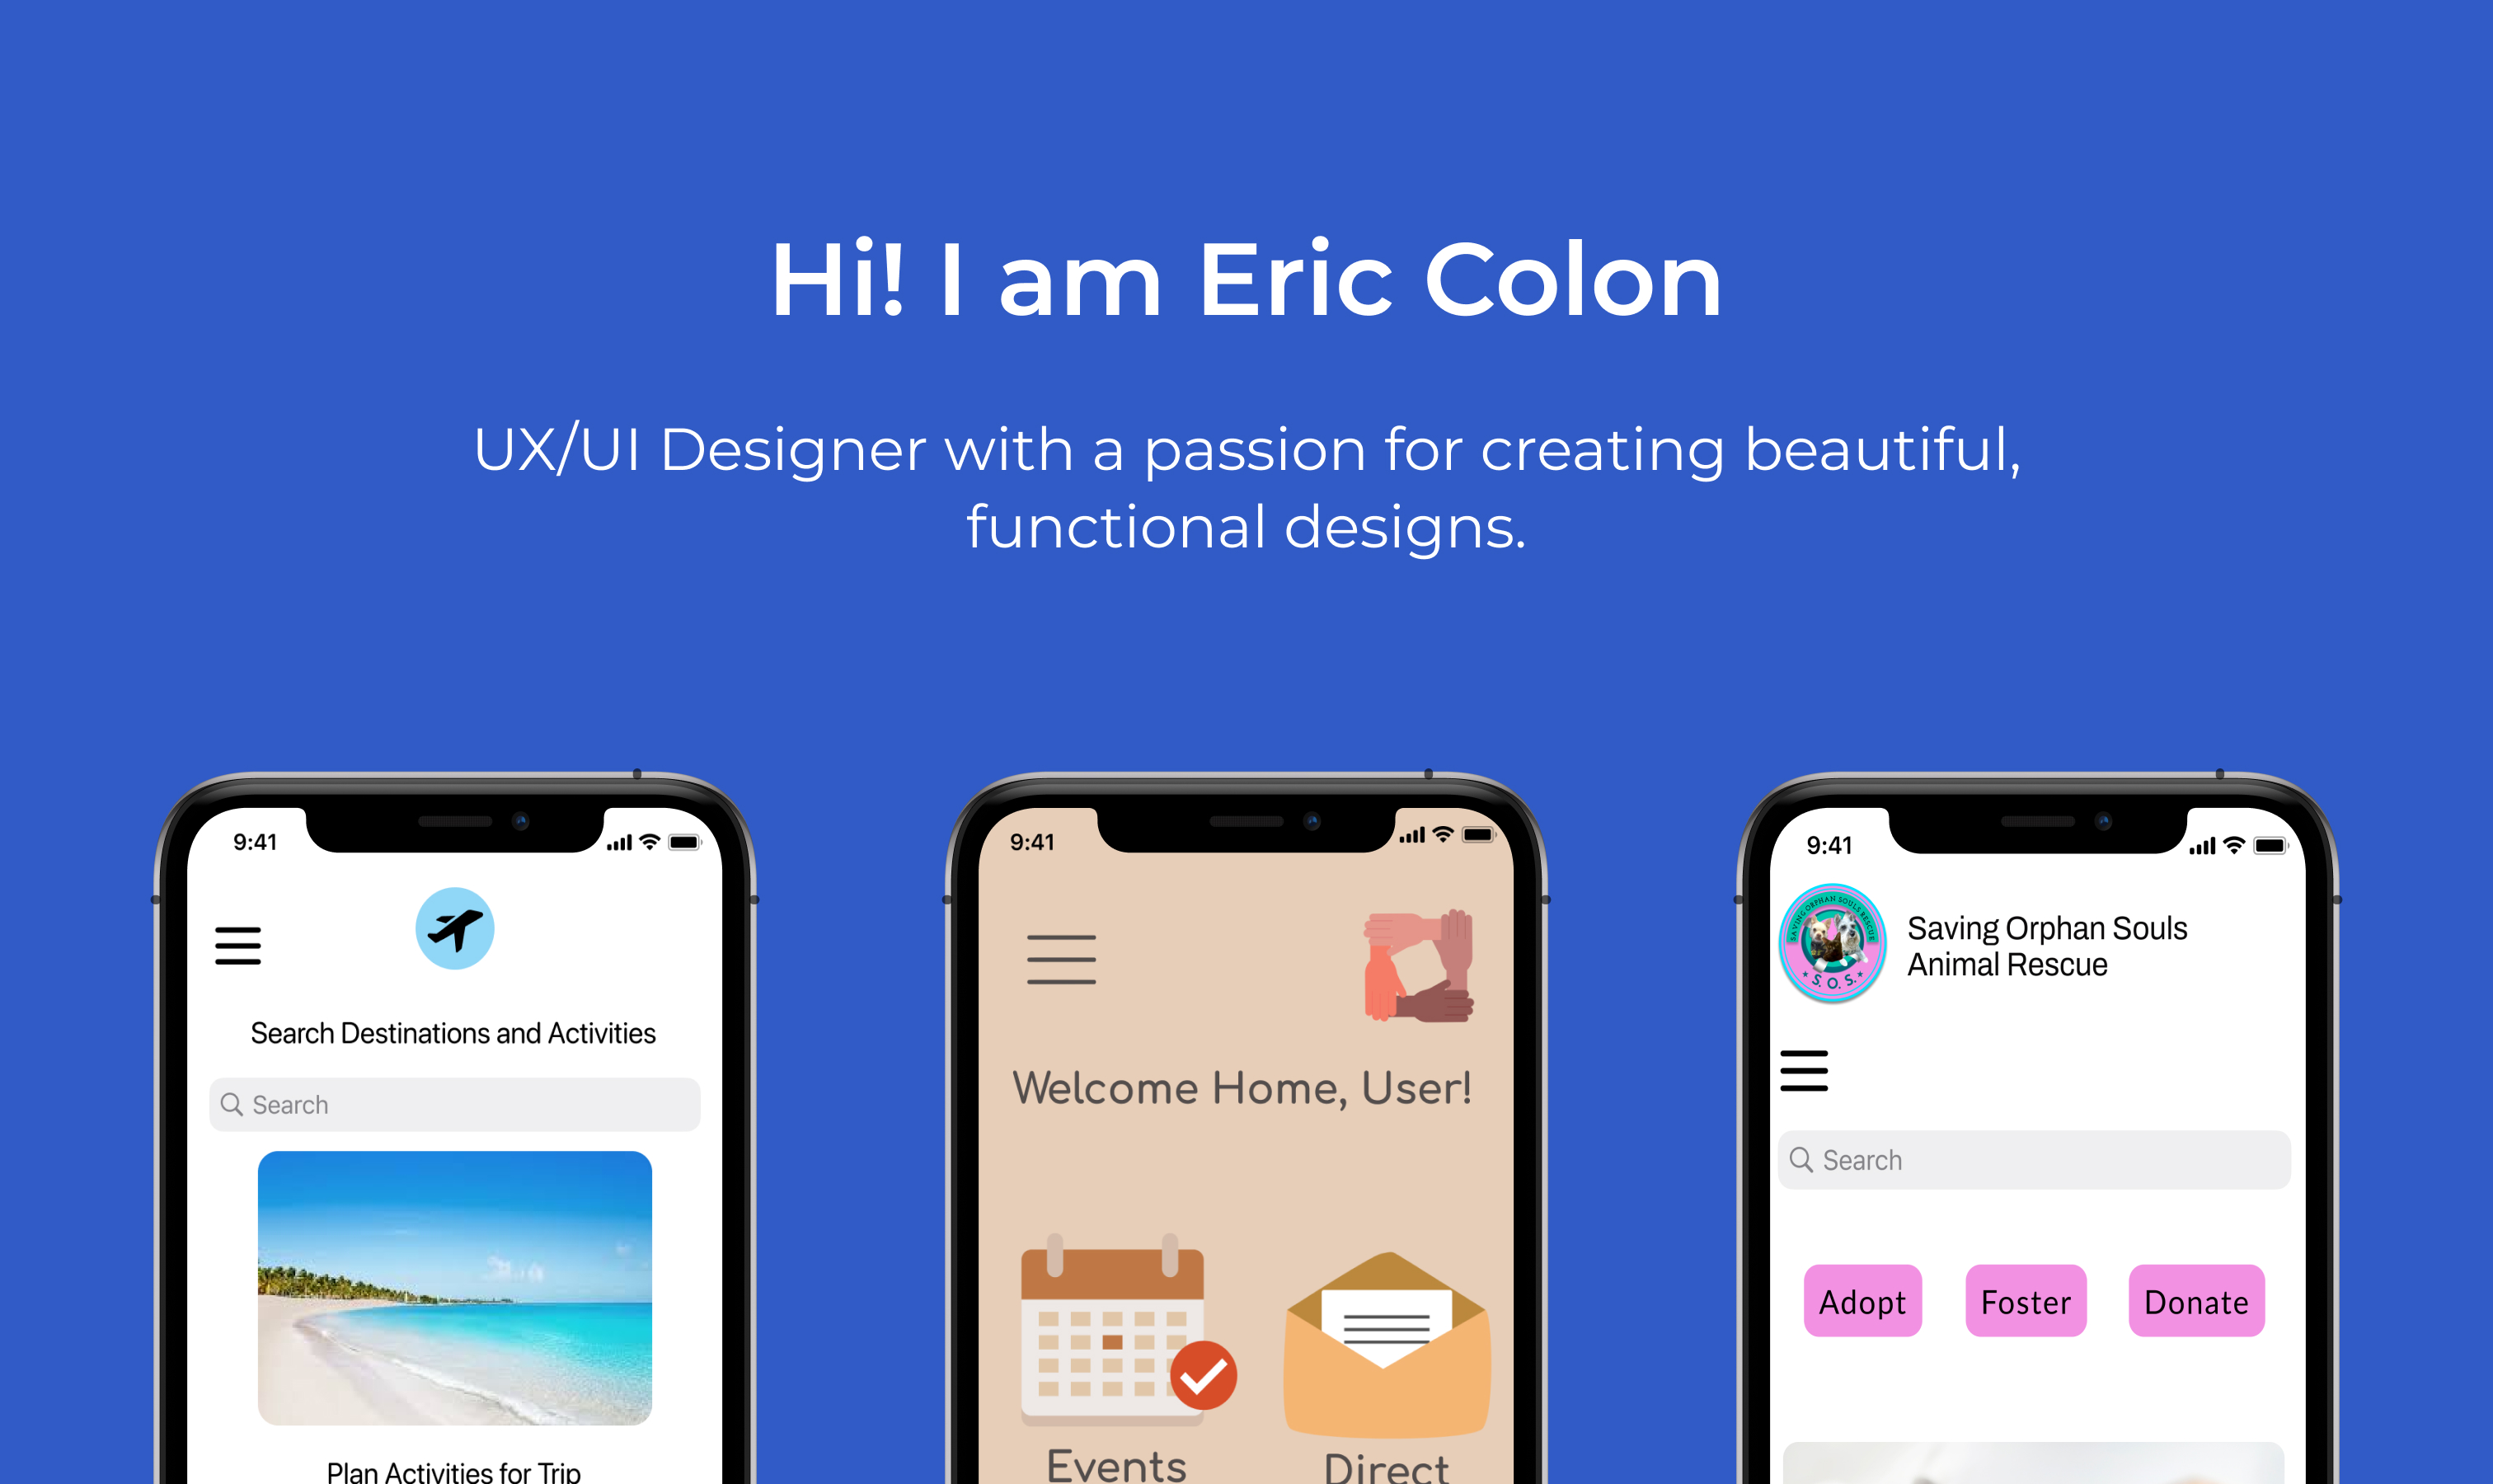 Hi! I am Eric Colon
UX/UI Designer with a passion for creating beautiful,
functional designs.
9:41
Search Destinations and Activities
Search
Plan Activities for Trip
9:41
Welcome Home, User!
Events
Direct
9:41
SAVING ORPHAN SOULS RESCUE
S. O. S.
Saving Orphan Souls
Animal Rescue
Search
Adopt
Foster
Donate